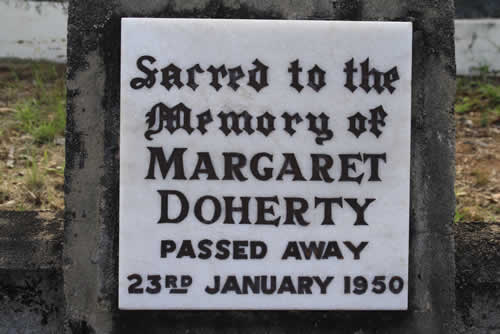 Sacred to the
Memory of
MARGARET
DOHERTY
PASSED AWAY
23RD JANUARY 1950